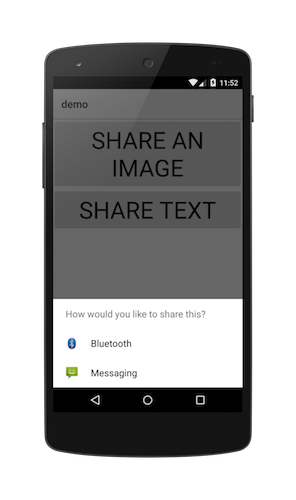 11:52
demo
SHARE AN
IMAGE
SHARE TEXT
How would you like to share this?
Bluetooth
Messaging